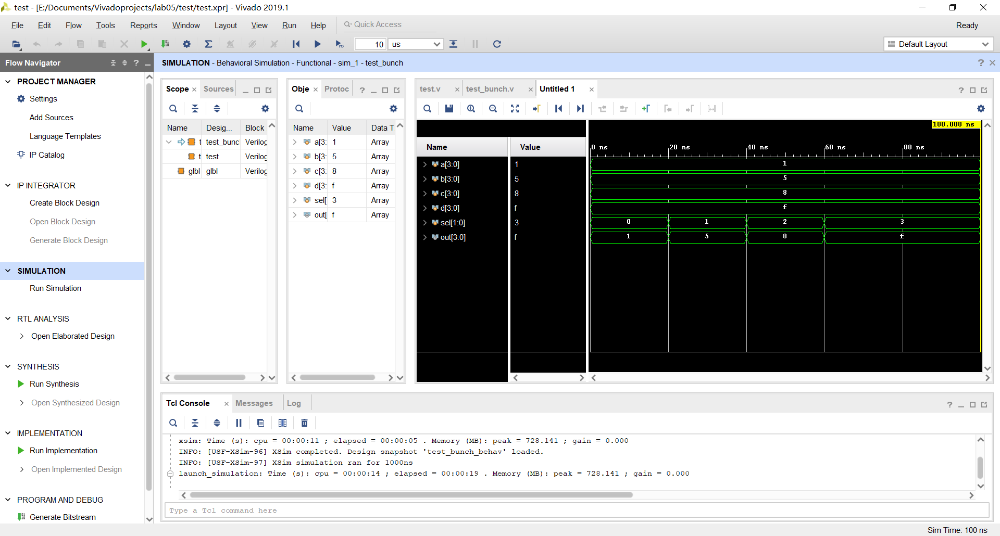 test - [E:/Documents/Vivadoprojects/lab05/test/test.xpr] - Vivado 2019.1
File Edit Flow Tools Reports Window Layout View Run Help Quick Access Ready
10 us Default Layout
Flow Navigator
PROJECT MANAGER
Settings
Add Sources
Language Templates
IP Catalog
IP INTEGRATOR
Create Block Design
Open Block Design
Generate Block Design
SIMULATION
Run Simulation
RTL ANALYSIS
Open Elaborated Design
SYNTHESIS
Run Synthesis
Open Synthesized Design
IMPLEMENTATION
Run Implementation
Open Implemented Design
PROGRAM AND DEBUG
Generate Bitstream
SIMULATION - Behavioral Simulation - Functional - sim_1 - test_bunch
Scope Sources
Name Desig... Block
t test_bunc Verilog
t test Verilog
glbl glbl Verilog
Obje Protoc
Name Value Data T
a[3: 1 Array
b[3: 5 Array
c[3: 8 Array
d[3: f Array
sel[ 3 Array
out[ f Array
test.v test_bunch.v Untitled 1
100.000 ns
Name Value 0 ns 20 ns 40 ns 60 ns 80 ns
a[3:0] 1 1
b[3:0] 5 5
c[3:0] 8 8
d[3:0] f f
sel[1:0] 3 0 1 2 3
out[3:0] f 1 5 8 f
Tcl Console Messages Log
xsim: Time (s): cpu = 00:00:11 ; elapsed = 00:00:05 . Memory (MB): peak = 728.141 ; gain = 0.000
INFO: [USF-XSim-96] XSim completed. Design snapshot 'test_bunch_behav' loaded.
INFO: [USF-XSim-97] XSim simulation ran for 1000ns
launch_simulation: Time (s): cpu = 00:00:14 ; elapsed = 00:00:19 . Memory (MB): peak = 728.141 ; gain = 0.000
Type a Tcl command here
Sim Time: 100 ns